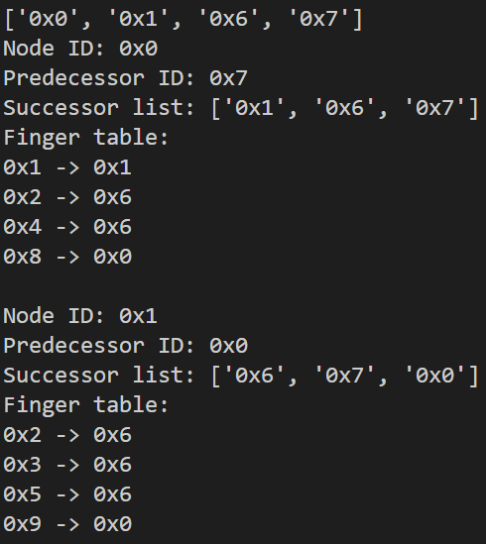 ['0x0', '0x1', '0x6', '0x7']
Node ID: 0x0
Predecessor ID: 0x7
Successor list: ['0x1', '0x6', '0x7']
Finger table:
0x1 -> 0x1
0x2 -> 0x6
0x4 -> 0x6
0x8 -> 0x0

Node ID: 0x1
Predecessor ID: 0x0
Successor list: ['0x6', '0x7', '0x0']
Finger table:
0x2 -> 0x6
0x3 -> 0x6
0x5 -> 0x6
0x9 -> 0x0